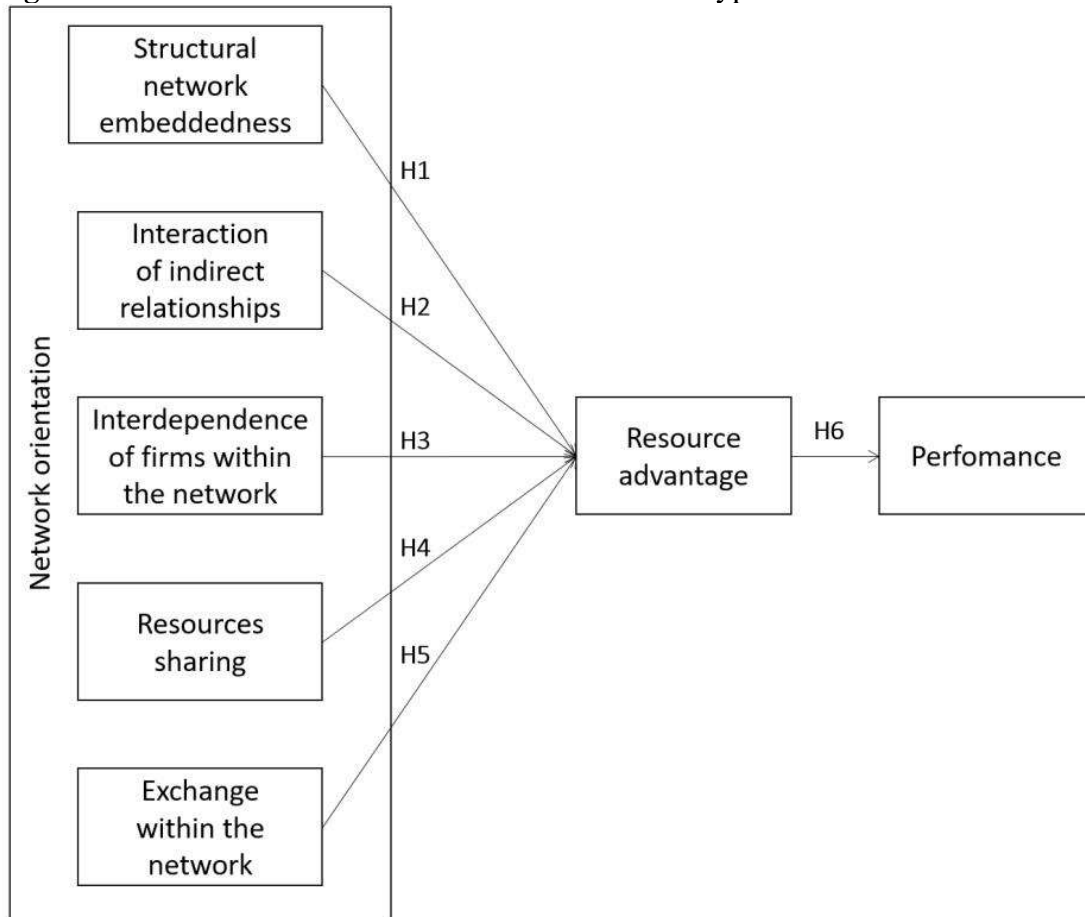 Structural
network
embeddedness
H1
Interaction
of indirect
relationships
H2
Network orientation
Interdependence
of firms within
the network
H3
Resource
advantage
H6
Perfomance
H4
Resources
sharing
H5
Exchange
within the
network